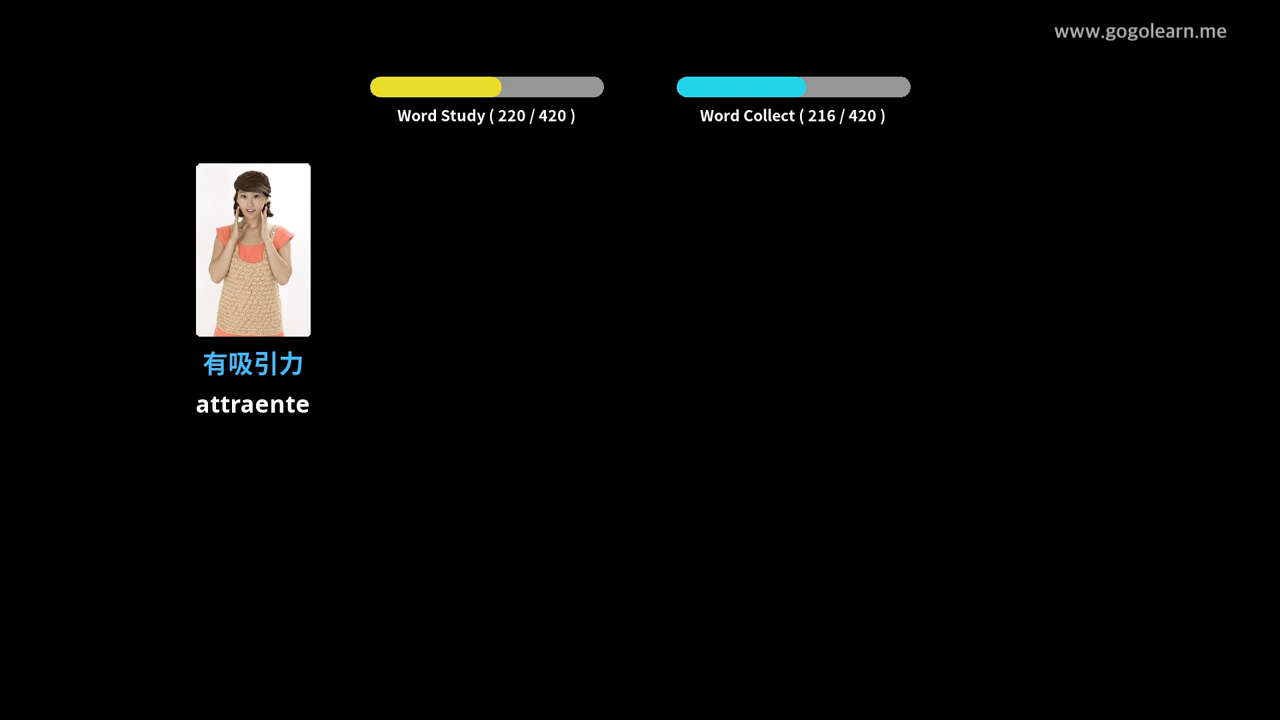 www.gogolearn.me
Word Study ( 220 / 420 )
Word Collect ( 216 / 420 )
有吸引力
attraente